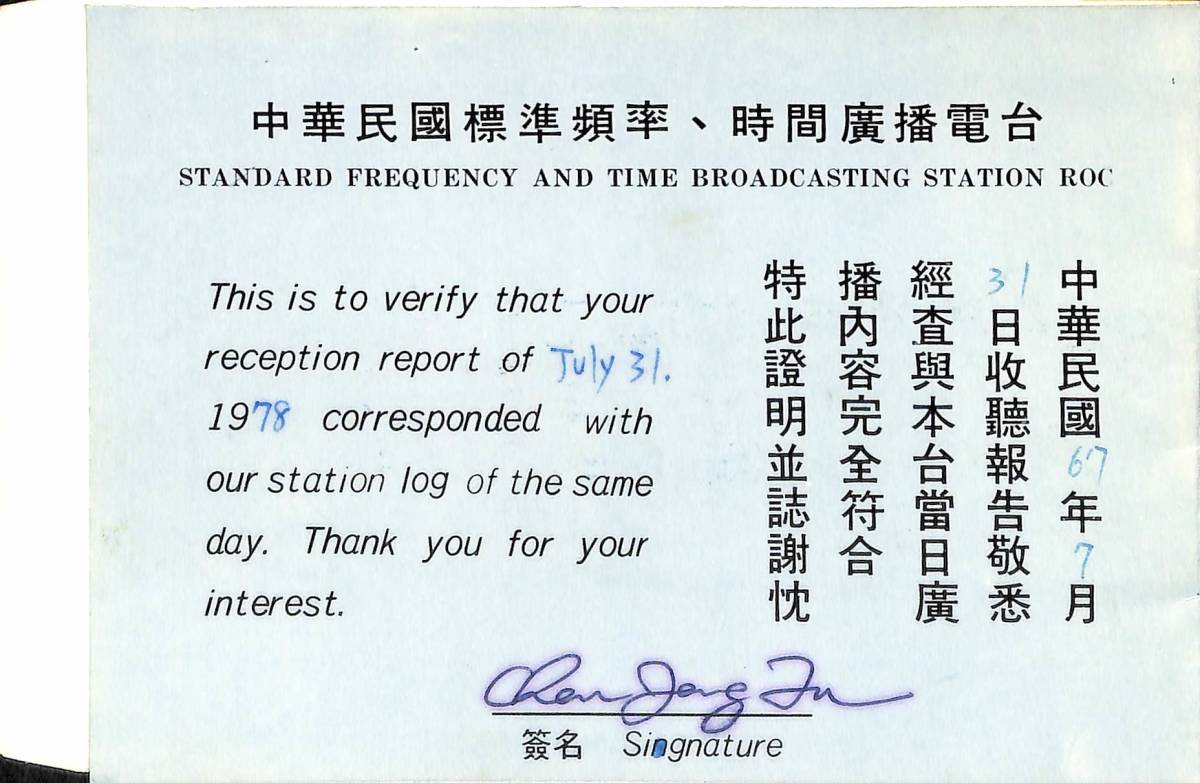 中華民國標準頻率、時間廣播電台
STANDARD FREQUENCY AND TIME BROADCASTING STATION ROC
This is to verify that your
reception report of July 31.
1978 corresponded with
our station log of the same
day. Thank you for your
interest.
中華民國67年7月
31日收聽報告敬悉
經查與本台當日廣
播內容完全符合
特此證明並誌謝忱
Chen Jong Fu
簽名 Singnature